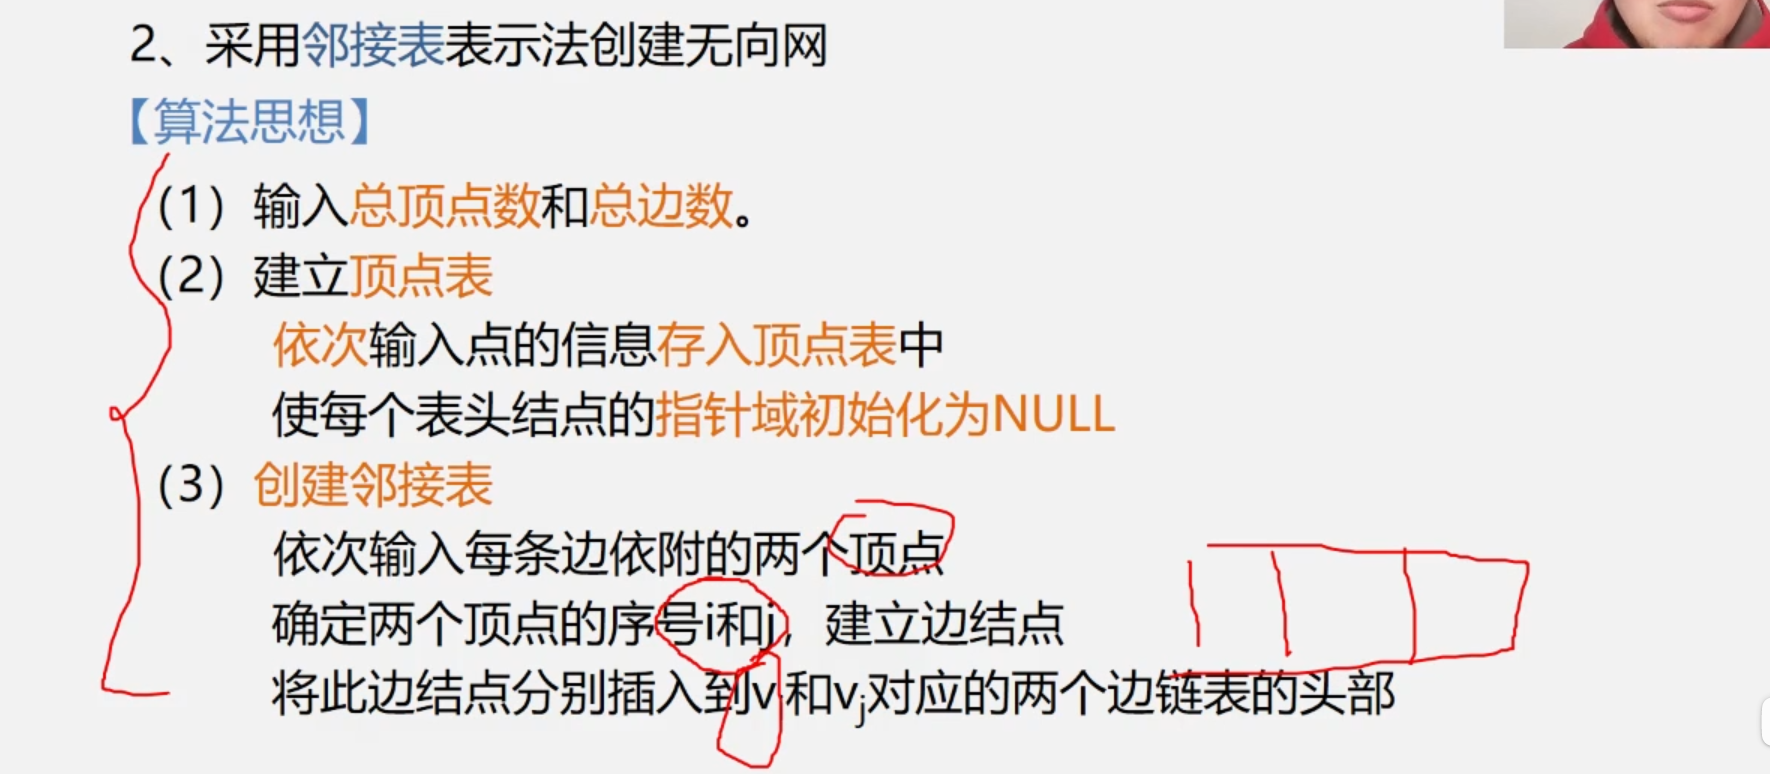 2、采用邻接表表示法创建无向网
【算法思想】
（1）输入总顶点数和总边数。
（2）建立顶点表
依次输入点的信息存入顶点表中
使每个表头结点的指针域初始化为NULL
（3）创建邻接表
依次输入每条边依附的两个顶点
确定两个顶点的序号i和j，建立边结点
将此边结点分别插入到vi和vj对应的两个边链表的头部